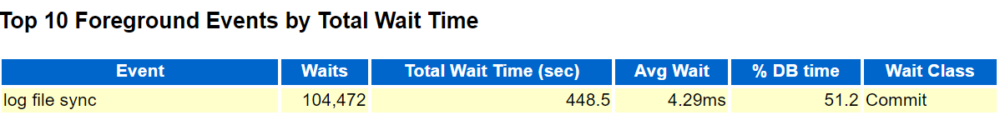 Top 10 Foreground Events by Total Wait Time
Event Waits Total Wait Time (sec) Avg Wait % DB time Wait Class
log file sync 104,472 448.5 4.29ms 51.2 Commit